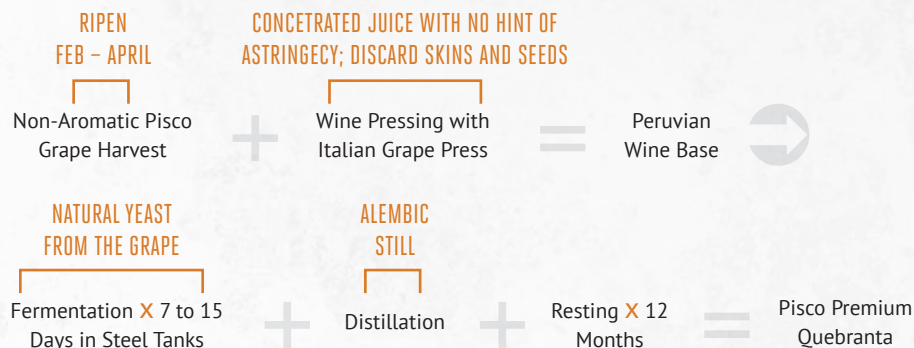 RIPEN
FEB – APRIL
CONCETRATED JUICE WITH NO HINT OF
ASTRINGECY; DISCARD SKINS AND SEEDS
Non-Aromatic Pisco
Grape Harvest
+
Wine Pressing with
Italian Grape Press
=
Peruvian
Wine Base
NATURAL YEAST
FROM THE GRAPE
ALEMBIC
STILL
Fermentation X 7 to 15
Days in Steel Tanks
+
Distillation
+
Resting X 12
Months
=
Pisco Premium
Quebranta